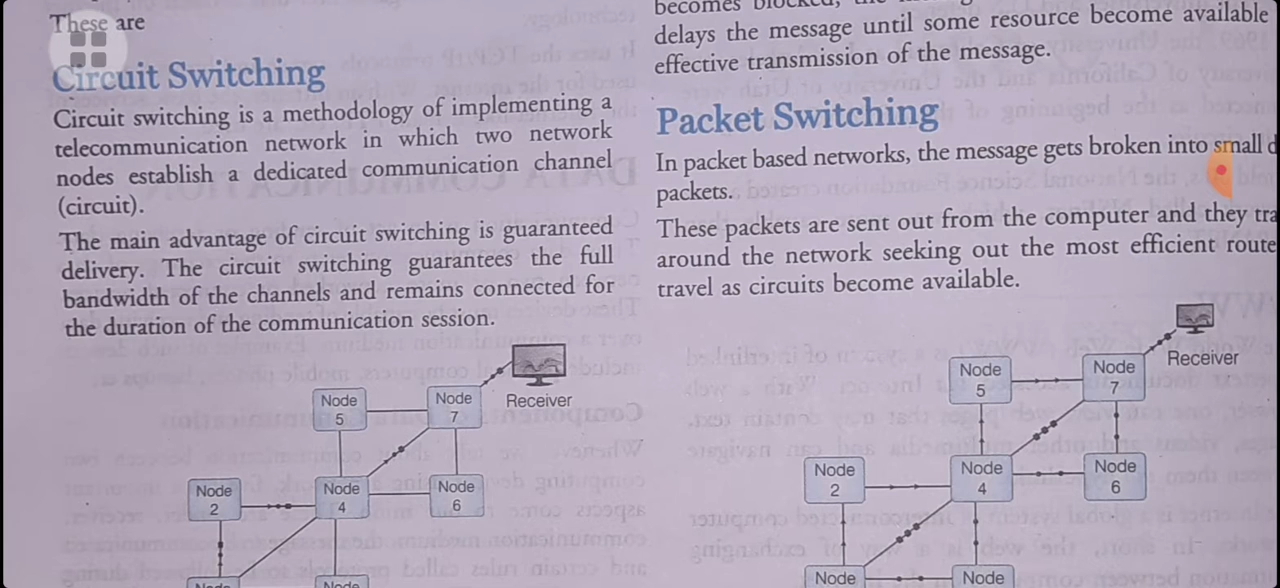 These are
Circuit Switching
Circuit switching is a methodology of implementing a
telecommunication network in which two network
nodes establish a dedicated communication channel
(circuit).
The main advantage of circuit switching is guaranteed
delivery. The circuit switching guarantees the full
bandwidth of the channels and remains connected for
the duration of the communication session.
Receiver
Node
5
Node
7
Node
2
Node
4
Node
6
Node
Node
becomes blocked, the
delays the message until some resource become available
effective transmission of the message.
Packet Switching
In packet based networks, the message gets broken into small
packets.
These packets are sent out from the computer and they
around the network seeking out the most efficient route
travel as circuits become available.
Receiver
Node
5
Node
7
Node
2
Node
4
Node
6
Node
Node